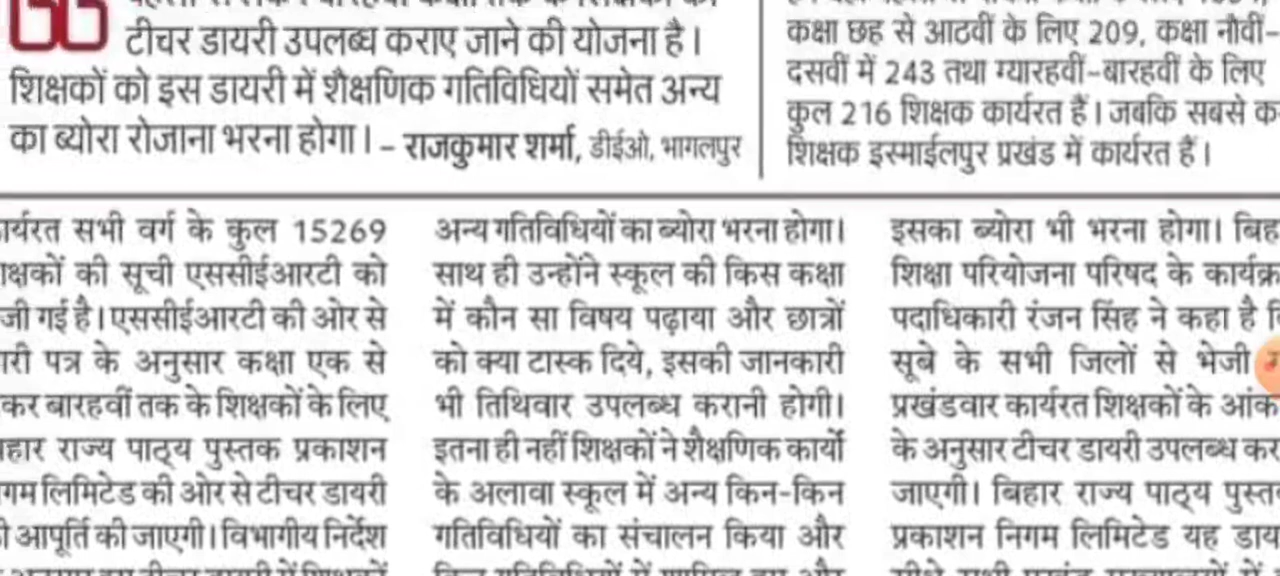 टीचर डायरी उपलब्ध कराए जाने की योजना है।
शिक्षकों को इस डायरी में शैक्षणिक गतिविधियों समेत अन्य
का ब्योरा रोजाना भरना होगा। - राजकुमार शर्मा, डीईओ, भागलपुर
कक्षा छह से आठवीं के लिए 209, कक्षा नौवीं-
दसवीं में 243 तथा ग्यारहवीं-बारहवीं के लिए
कुल 216 शिक्षक कार्यरत हैं। जबकि सबसे क
शिक्षक इस्माईलपुर प्रखंड में कार्यरत हैं।
र्यरत सभी वर्ग के कुल 15269
क्षकों की सूची एससीईआरटी को
जी गई है। एससीईआरटी की ओर से
री पत्र के अनुसार कक्षा एक से
कर बारहवीं तक के शिक्षकों के लिए
हार राज्य पाठ्य पुस्तक प्रकाशन
गम लिमिटेड की ओर से टीचर डायरी
आपूर्ति की जाएगी। विभागीय निर्देश
अन्य गतिविधियों का ब्योरा भरना होगा।
साथ ही उन्होंने स्कूल की किस कक्षा
में कौन सा विषय पढ़ाया और छात्रों
को क्या टास्क दिये, इसकी जानकारी
भी तिथिवार उपलब्ध करानी होगी।
इतना ही नहीं शिक्षकों ने शैक्षणिक कार्यो
के अलावा स्कूल में अन्य किन-किन
गतिविधियों का संचालन किया और
इसका ब्योरा भी भरना होगा। बिह
शिक्षा परियोजना परिषद के कार्यक्र
पदाधिकारी रंजन सिंह ने कहा है
सूबे के सभी जिलों से भेजी
प्रखंडवार कार्यरत शिक्षकों के आंक
के अनुसार टीचर डायरी उपलब्ध कर
जाएगी। बिहार राज्य पाठ्य पुस्त
प्रकाशन निगम लिमिटेड यह डाय